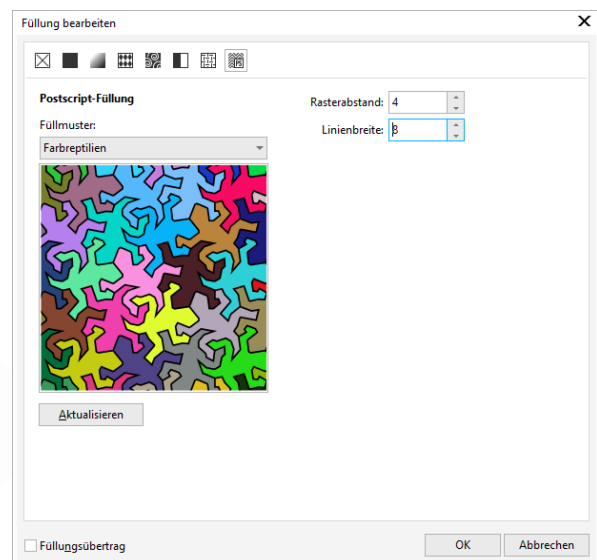 Füllung bearbeiten
Postscript-Füllung
Rasterabstand: 4
Füllmuster:
Linienbreite: 8
Farbreptilien
Aktualisieren
Füllungsübertrag
OK Abbrechen